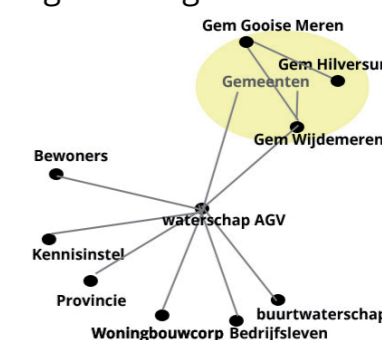 Gem Gooise Meren
Gem Hilversum
Gemeenten
Gem Wijdemeren
Bewoners
waterschap AGV
Kennisinstel
Provincie
buurtwaterschap
Woningbouwcorp Bedrijfsleven